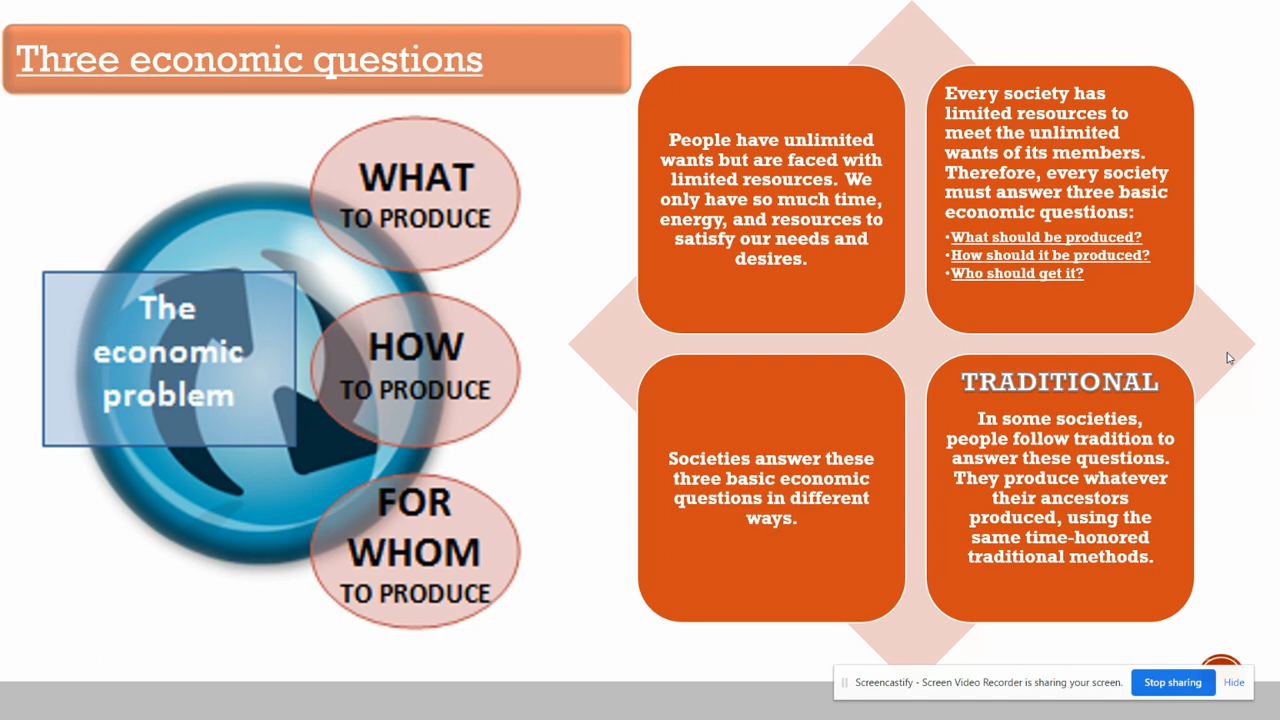 Three economic questions
WHAT
TO PRODUCE
The
economic
problem
HOW
TO PRODUCE
FOR
WHOM
TO PRODUCE
People have unlimited
wants but are faced with
limited resources. We
only have so much time,
energy, and resources to
satisfy our needs and
desires.
Every society has
limited resources to
meet the unlimited
wants of its members.
Therefore, every society
must answer three basic
economic questions:
•What should be produced?
•How should it be produced?
•Who should get it?
Societies answer these
three basic economic
questions in different
ways.
TRADITIONAL
In some societies,
people follow tradition to
answer these questions.
They produce whatever
their ancestors
produced, using the
same time-honored
traditional methods.
Screencastify - Screen Video Recorder is sharing your screen.
Stop sharing
Hide